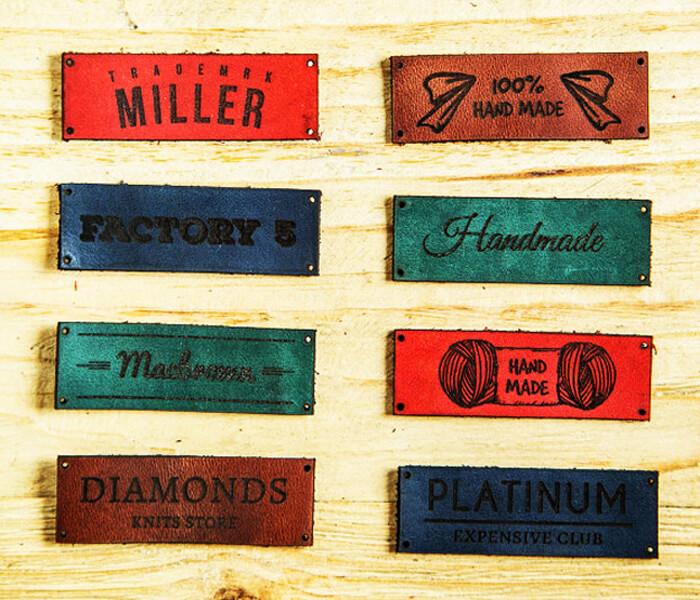 TRADEMRK
MILLER
100%
HAND MADE
FACTORY 5
Handmade
HAND
MADE
DIAMONDS
KNITS STORE
PLATINUM
EXPENSIVE CLUB